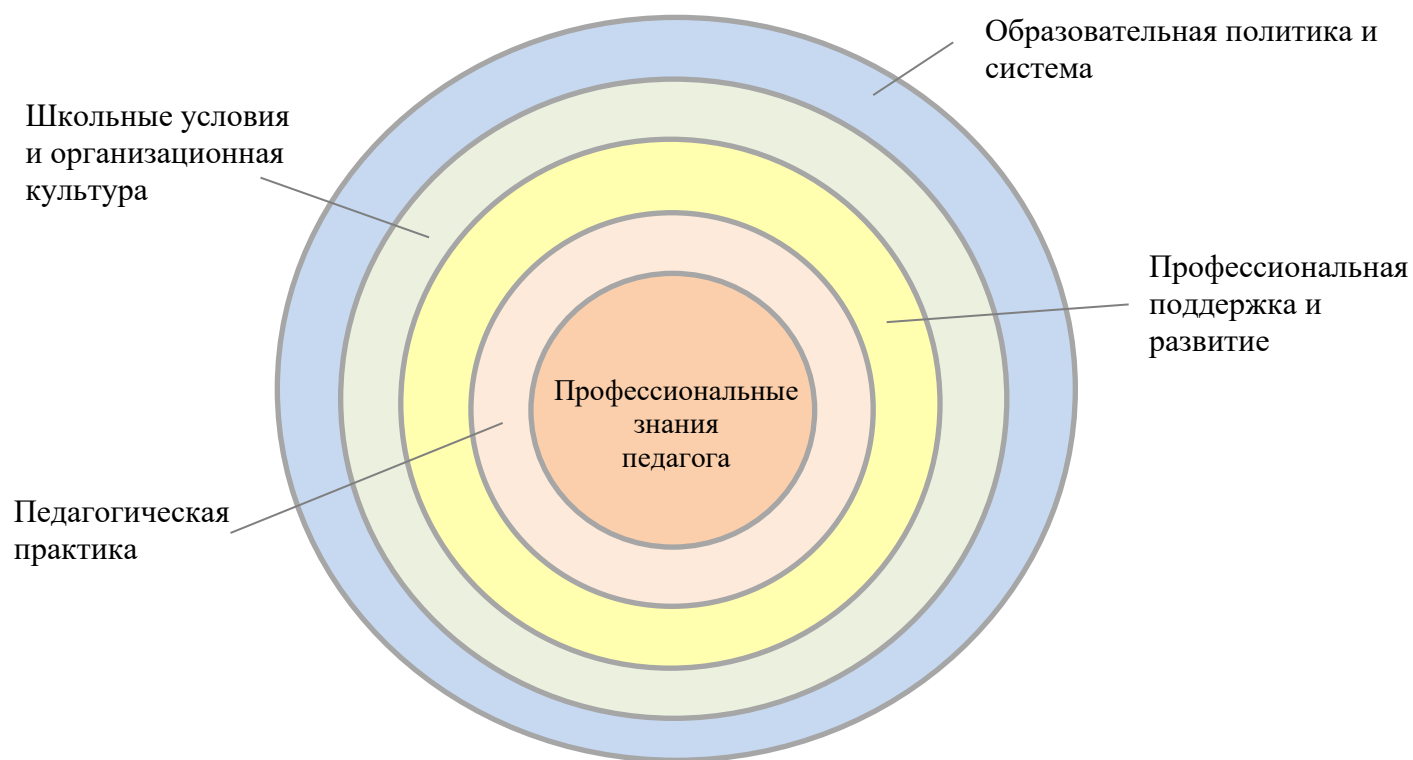 Образовательная политика и
система
Школьные условия
и организационная
культура
Профессиональная
поддержка и
развитие
Профессиональные
знания
педагога
Педагогическая
практика